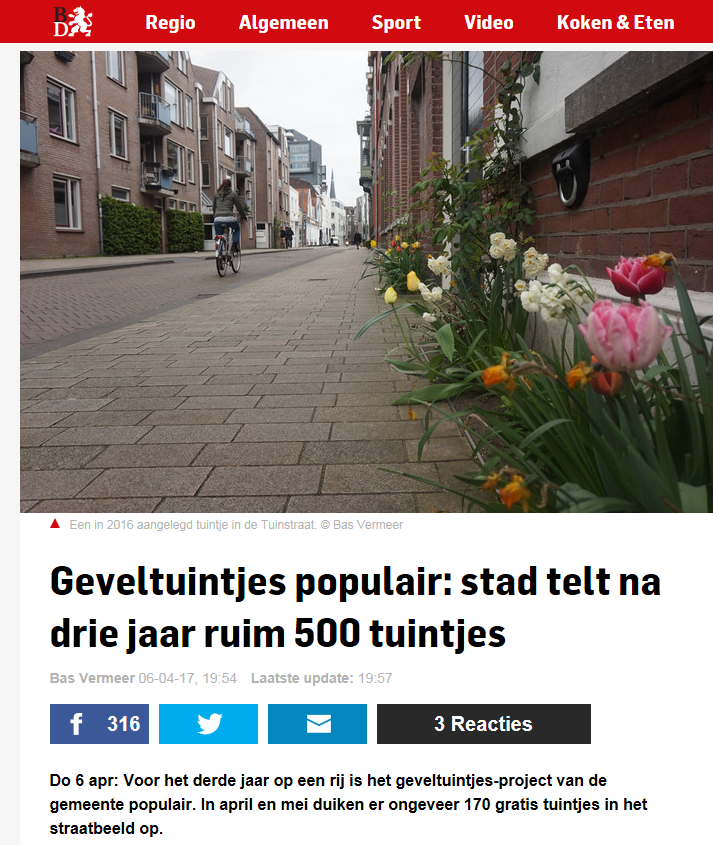 BD
Regio Algemeen Sport Video Koken & Eten
Een in 2016 aangelegd tuintje in de Tuinstraat. © Bas Vermeer
Geveltuintjes populair: stad telt na
drie jaar ruim 500 tuintjes
Bas Vermeer 06-04-17, 19:54 Laatste update: 19:57
316 3 Reacties
Do 6 apr: Voor het derde jaar op een rij is het geveltuintjes-project van de
gemeente populair. In april en mei duiken er ongeveer 170 gratis tuintjes in het
straatbeeld op.